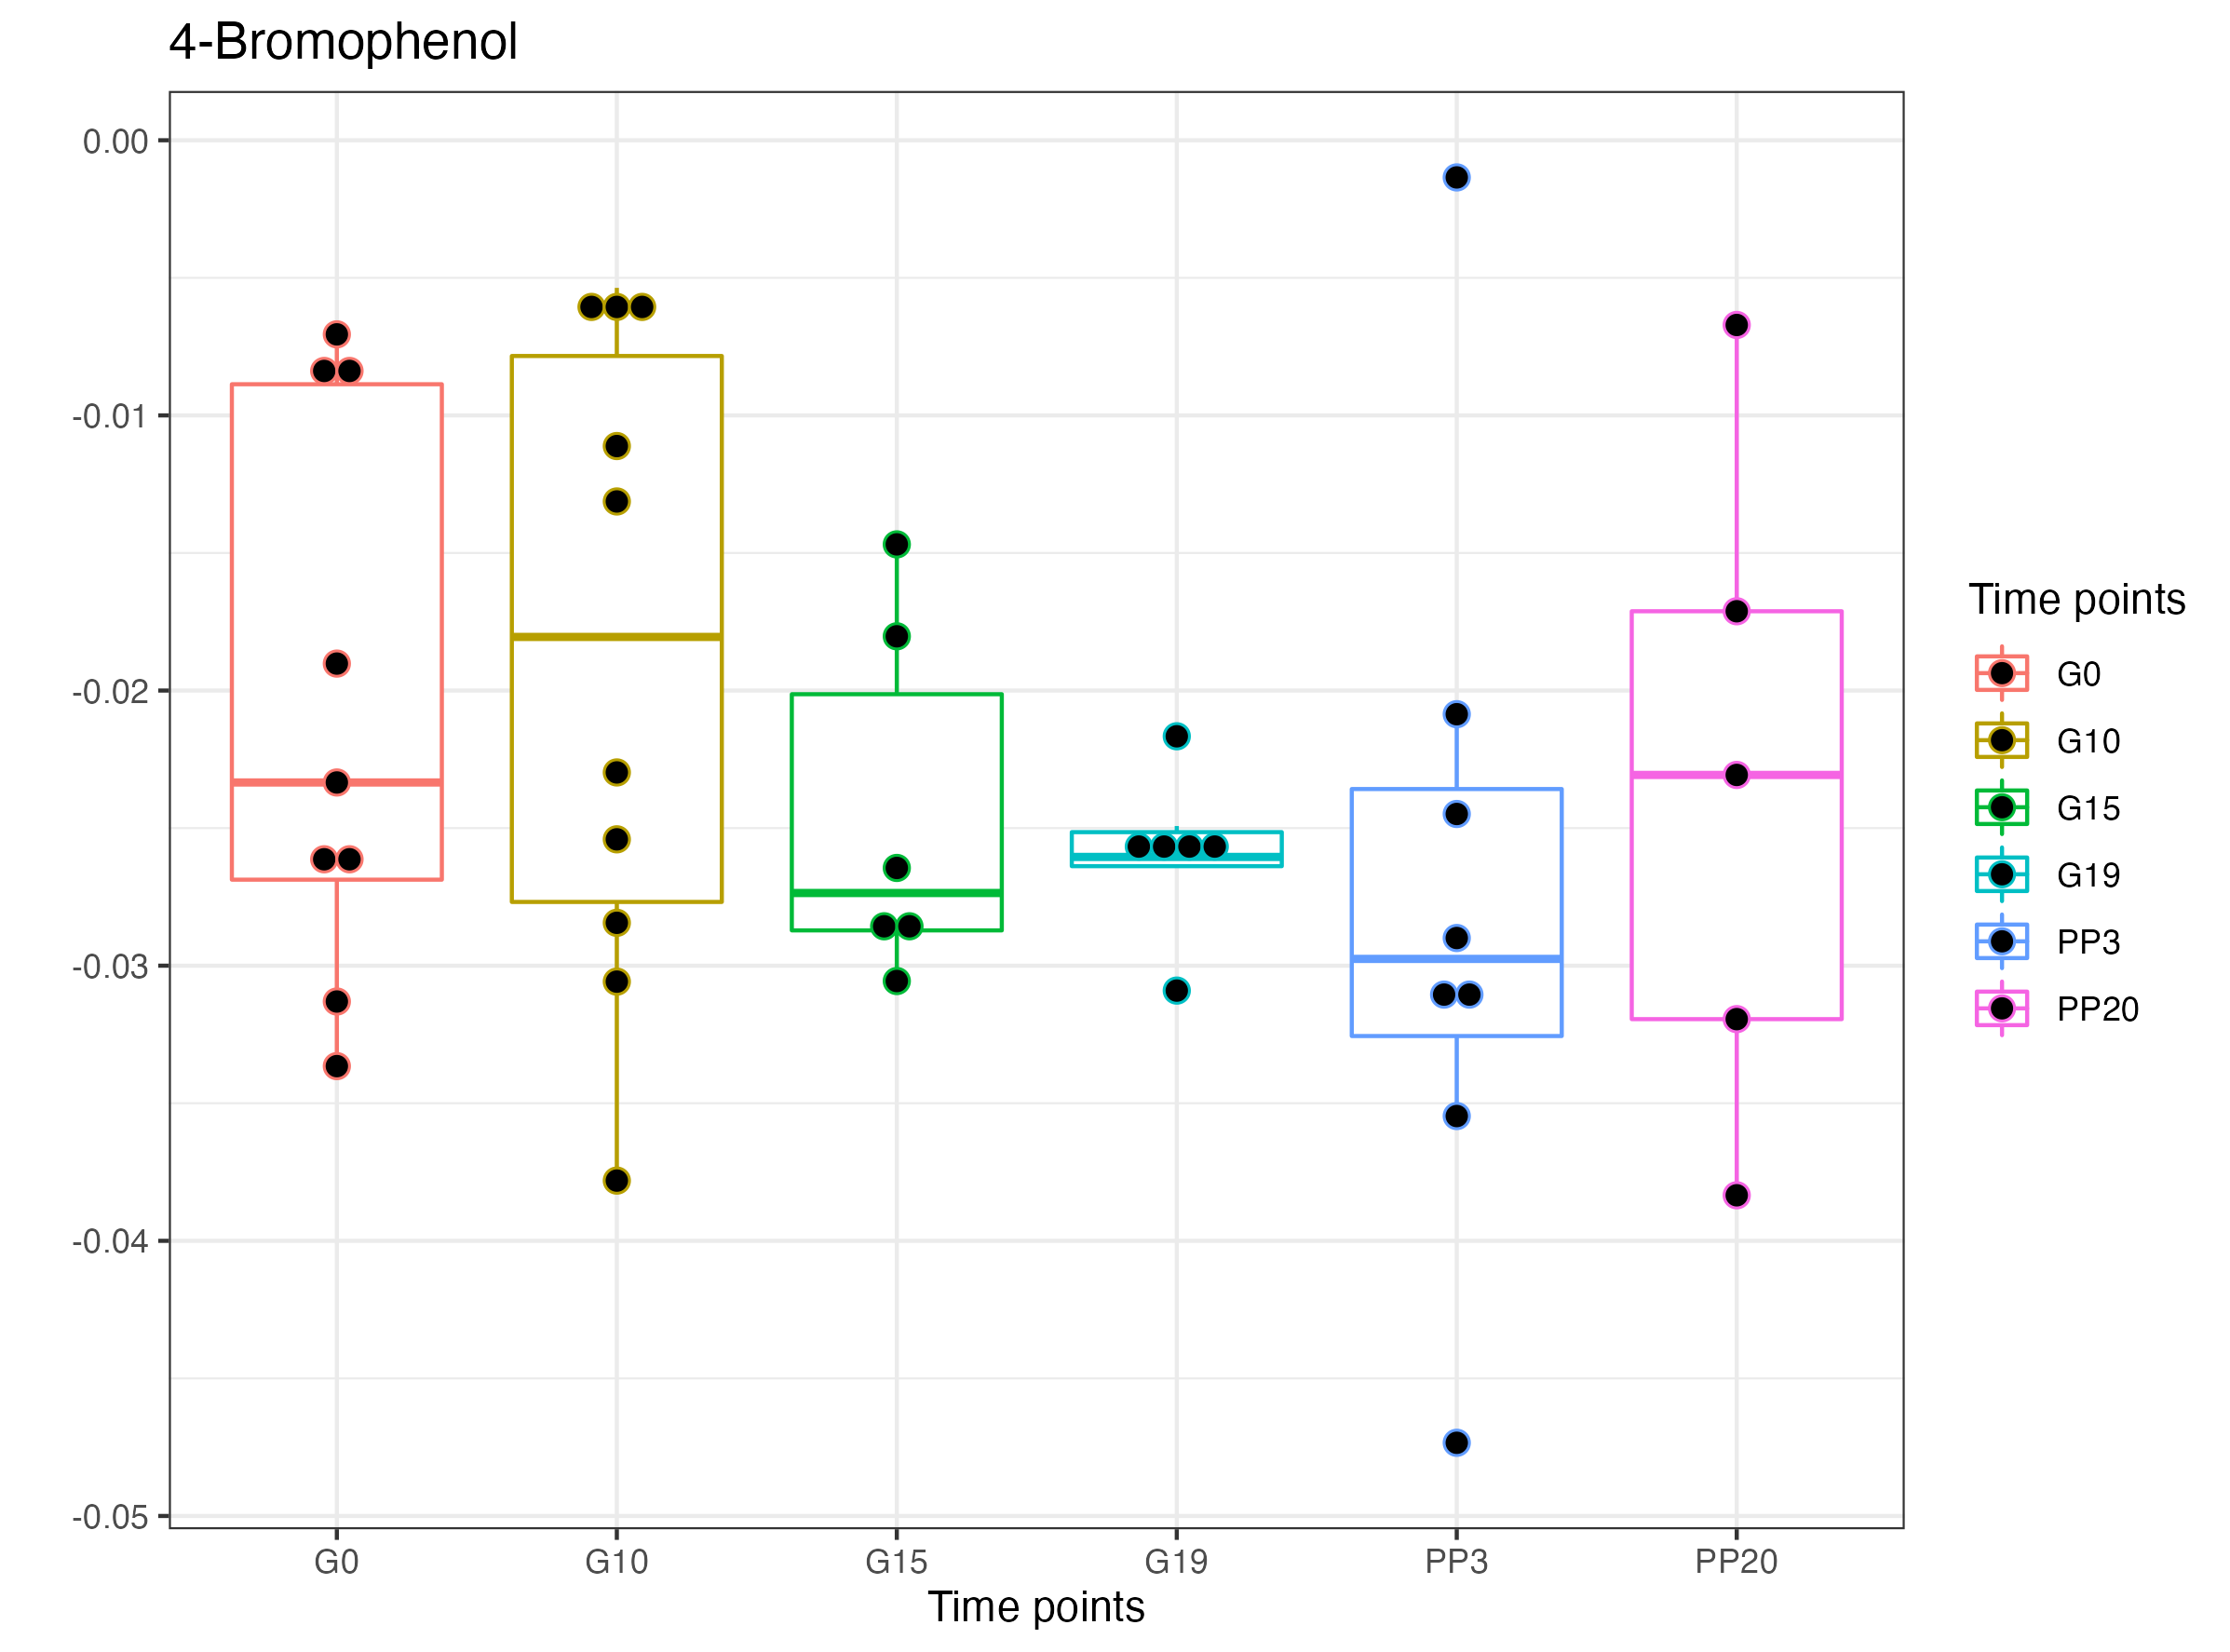 4-Bromophenol
0.00
-0.01
-0.02
-0.03
-0.04
-0.05
G0 G10 G15 G19 PP3 PP20
Time points
Time points
G0
G10
G15
G19
PP3
PP20